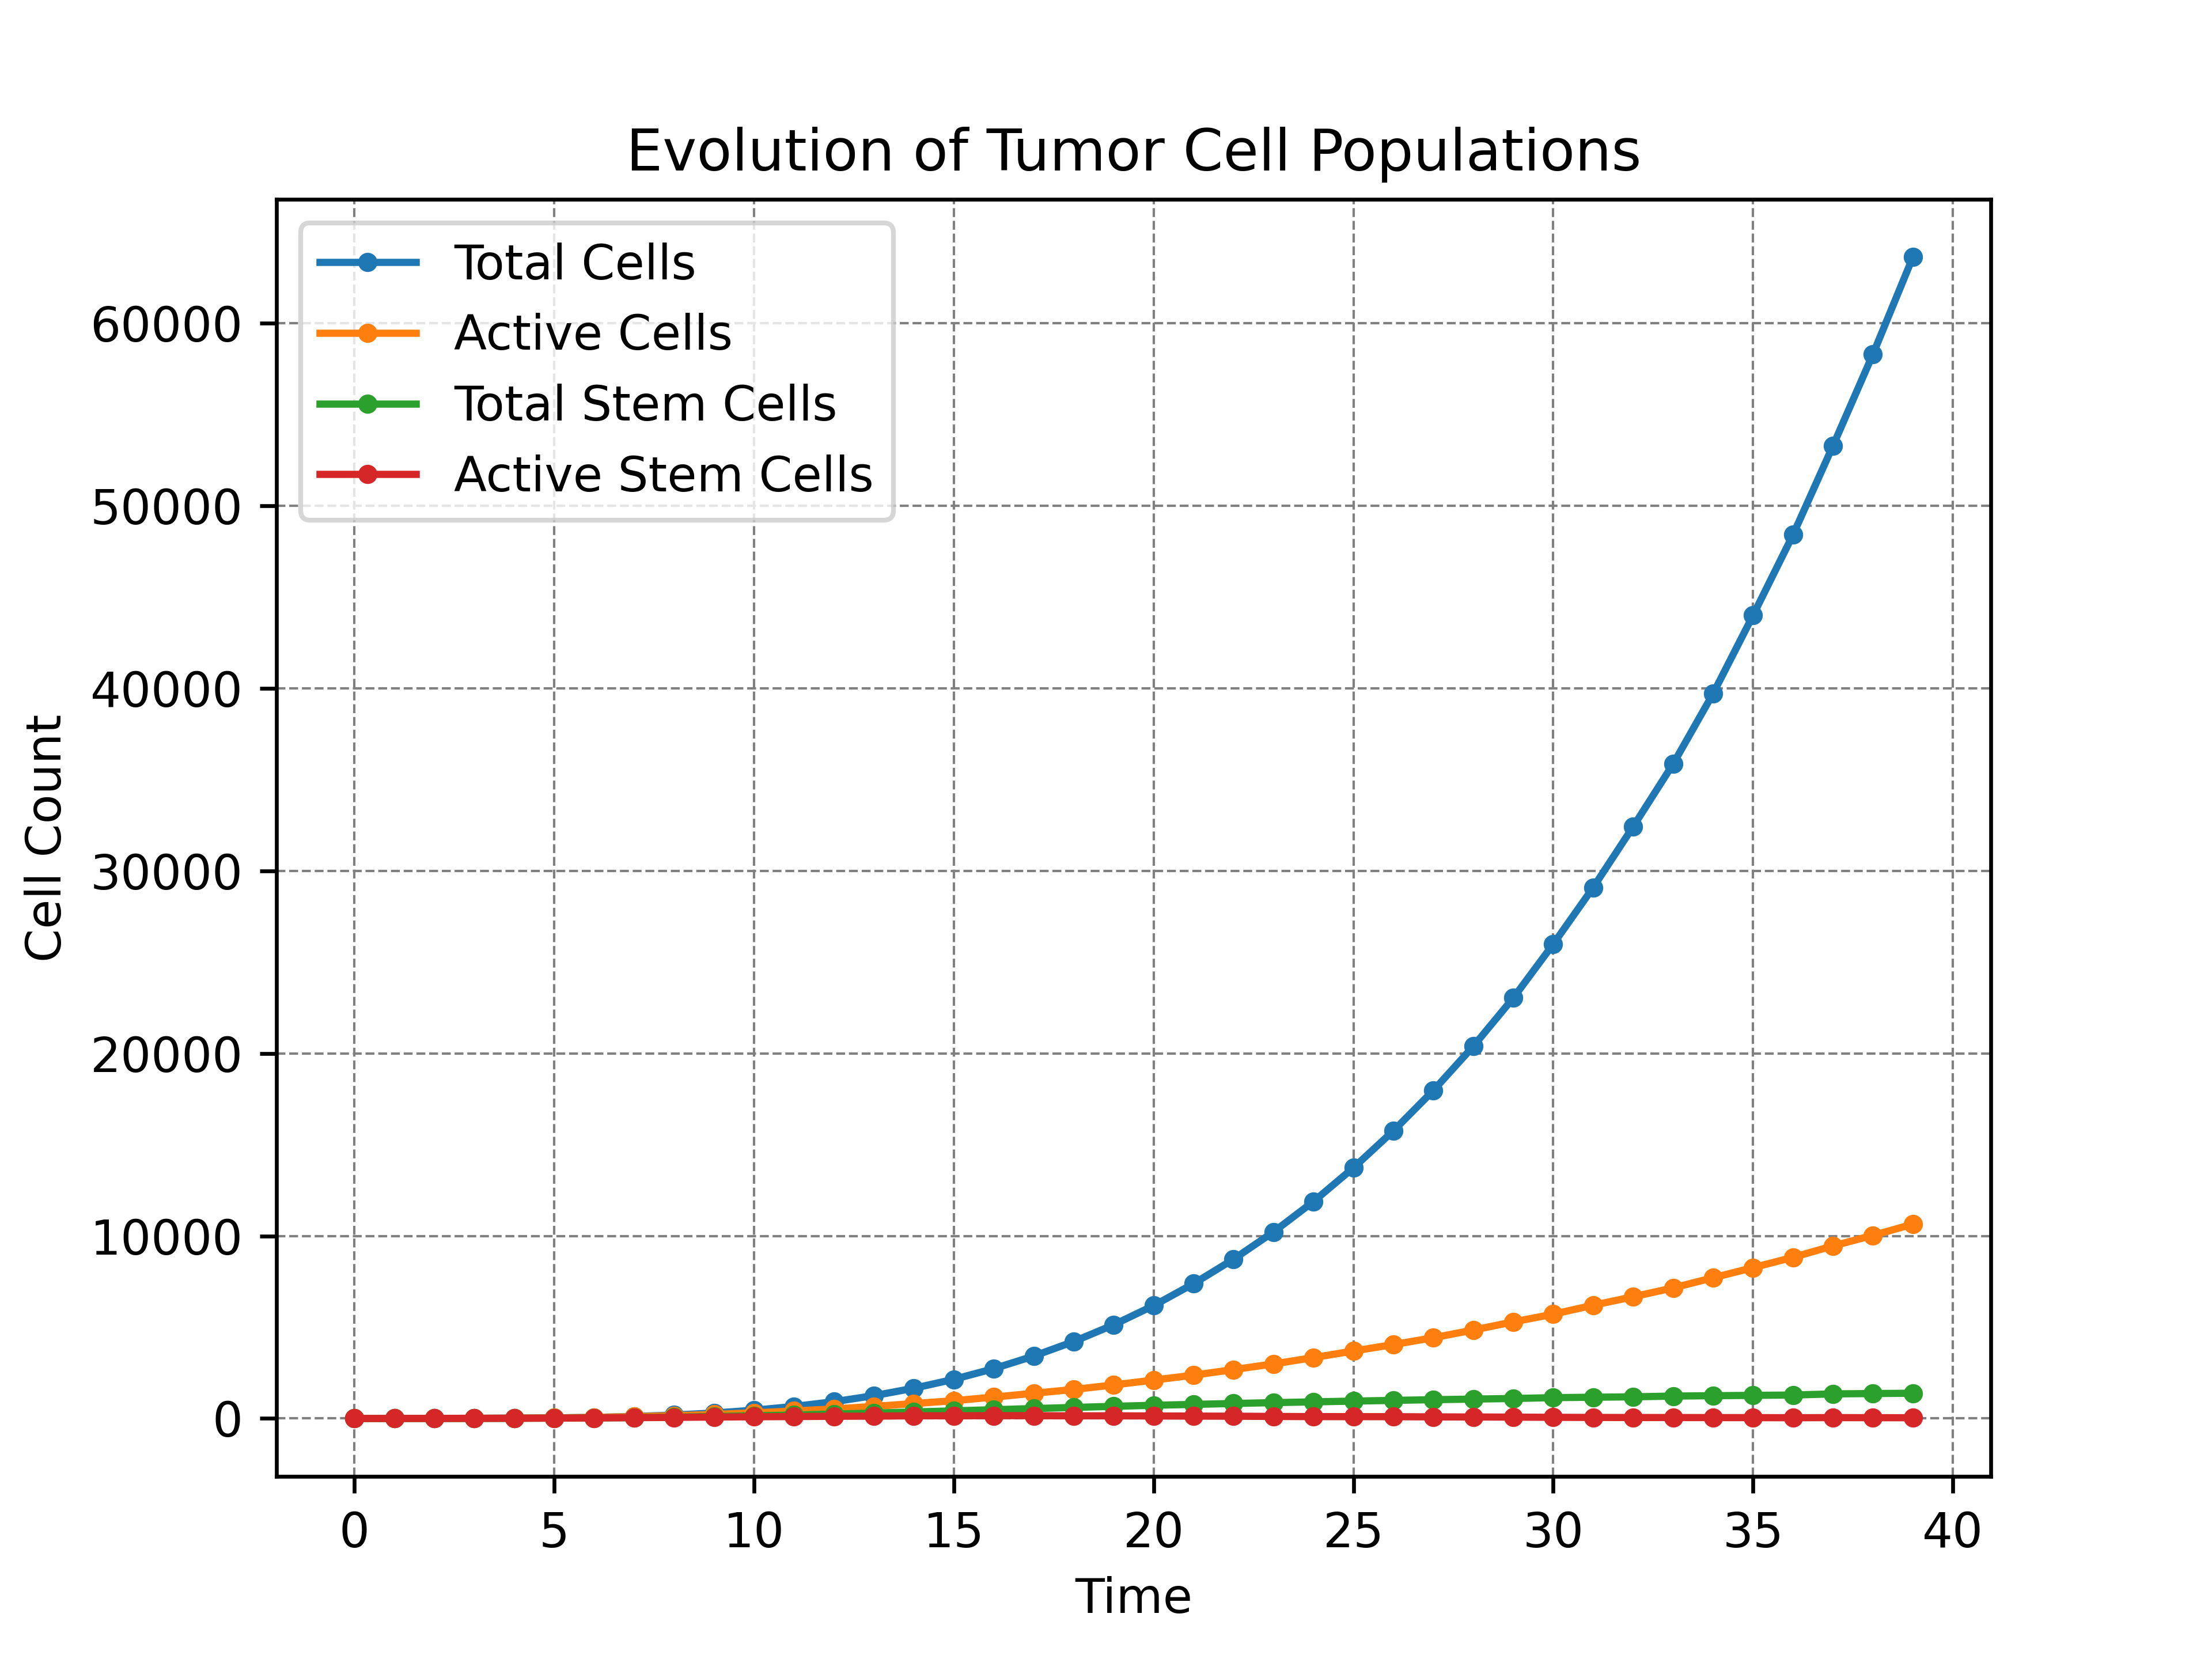 Evolution of Tumor Cell Populations
Total Cells
Active Cells
Total Stem Cells
Active Stem Cells
60000
50000
40000
30000
20000
10000
0
Cell Count
0 5 10 15 20 25 30 35 40
Time